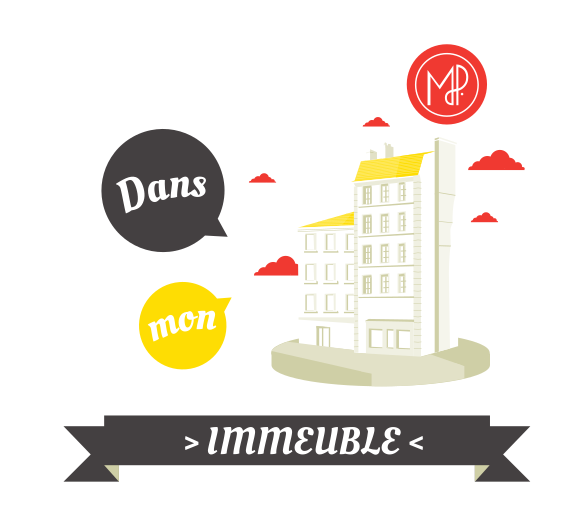 MP.
Dans
mon
> IMMEUBLE <